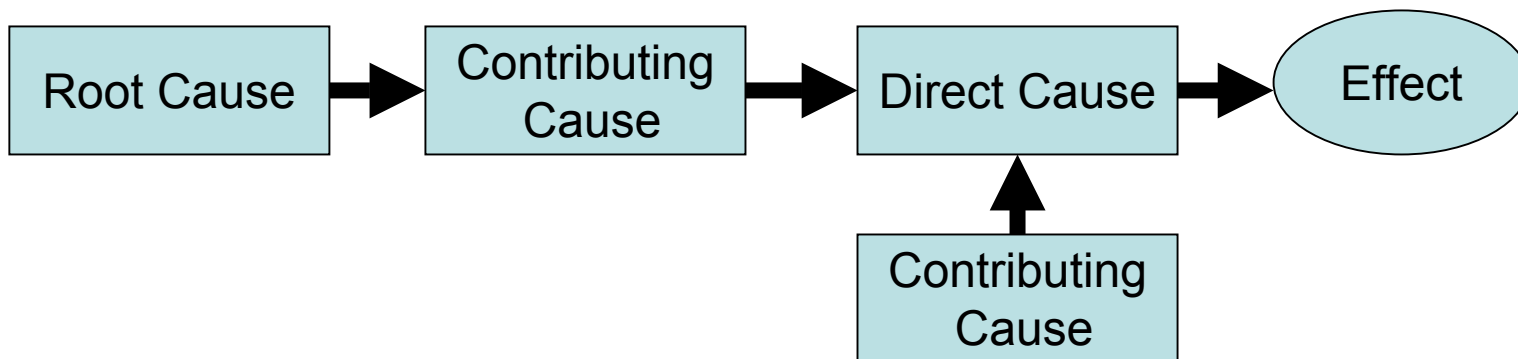 Root Cause
Contributing
Cause
Direct Cause
Effect
Contributing
Cause